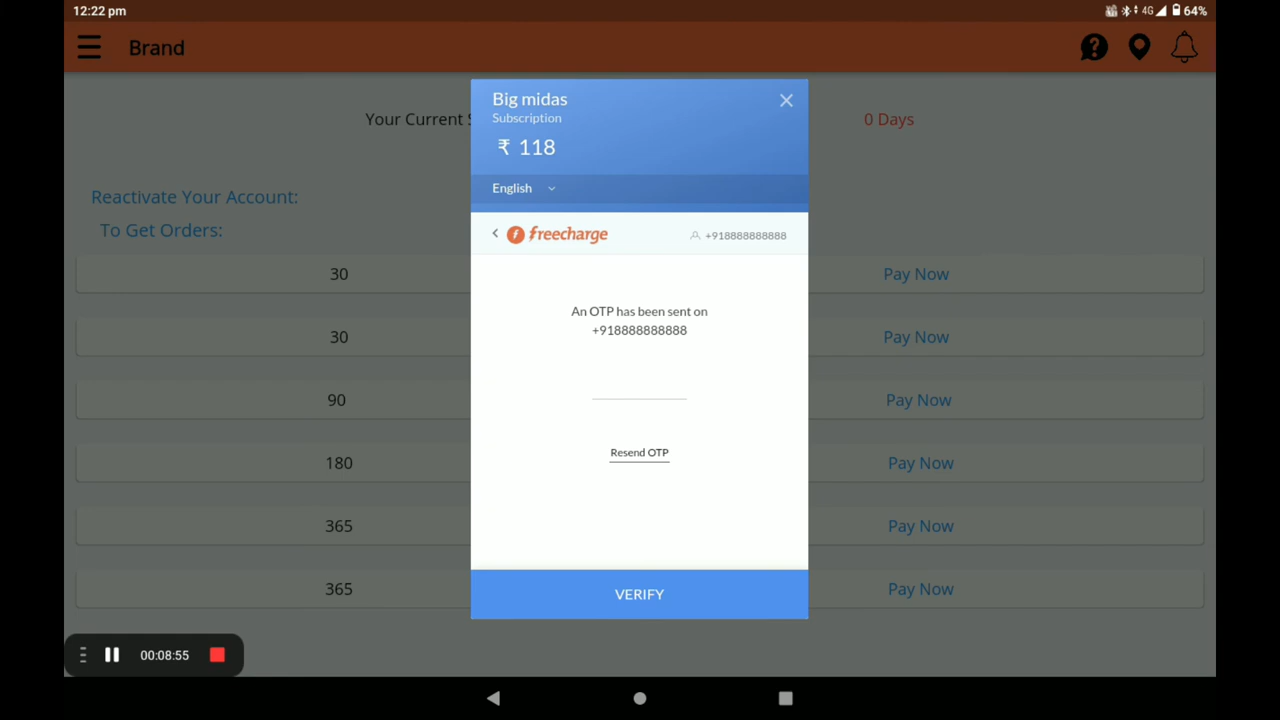 12:22 pm 4G 64%
Brand
Big midas
Subscription
₹ 118
English
Your Current S
0 Days
Reactivate Your Account:
To Get Orders:
freecharge
+918888888888
An OTP has been sent on
+918888888888
Resend OTP
VERIFY
30 Pay Now
30 Pay Now
90 Pay Now
180 Pay Now
365 Pay Now
365 Pay Now
00:08:55